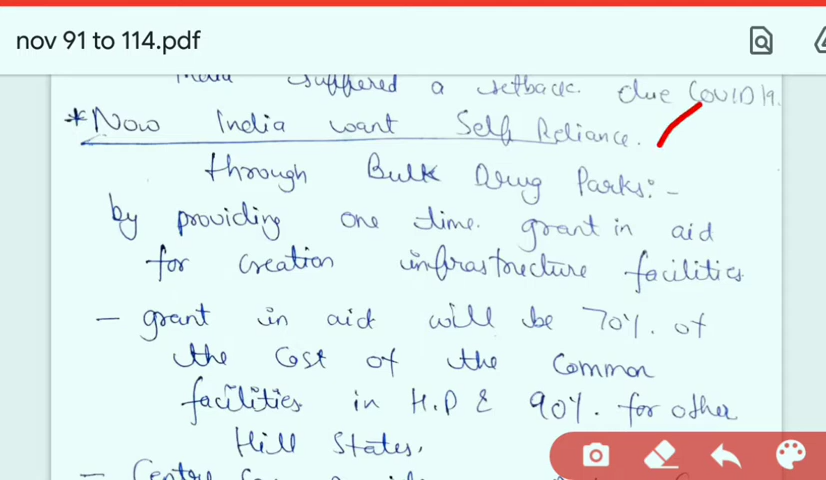 nov 91 to 114.pdf
India suffered a setback due COVID 19.
*Now India want Self Reliance.
through Bulk Drug Parks:-
by providing one time grant in aid
for creation infrastructure facilities
- grant in aid will be 70% of
the cost of the Common
facilities in H.P & 90% for other
Hill States.
- Centre